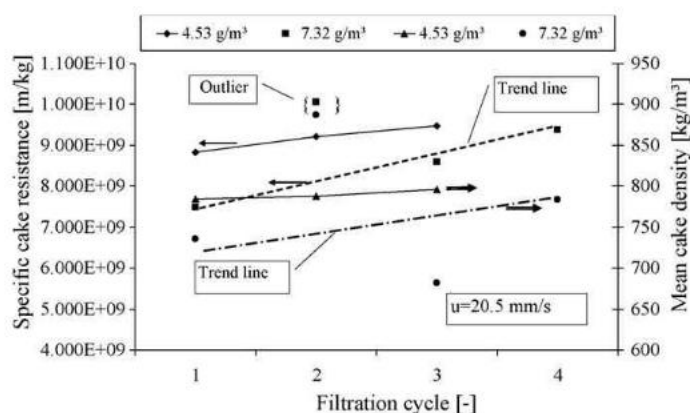 4.53 g/m³ 7.32 g/m³ 4.53 g/m³ 7.32 g/m³
Specific cake resistance [m/kg]
1.100E+10
1.000E+10
9.000E+09
8.000E+09
7.000E+09
6.000E+09
5.000E+09
4.000E+09
Outlier
{ }
Trend line
Trend line
u=20.5 mm/s
950
900
850
800
750
700
650
600
Mean cake density [kg/m³]
1 2 3 4
Filtration cycle [-]